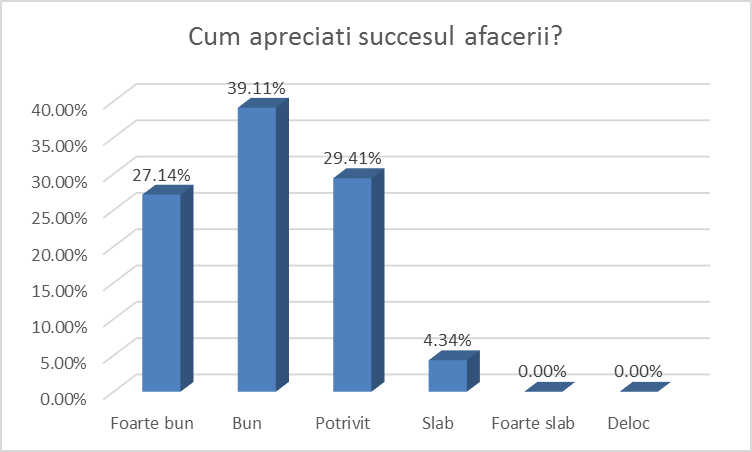 Cum apreciati succesul afacerii?
40.00%
35.00%
30.00%
25.00%
20.00%
15.00%
10.00%
5.00%
0.00%
27.14%
39.11%
29.41%
4.34%
0.00%
0.00%
Foarte bun
Bun
Potrivit
Slab
Foarte slab
Deloc